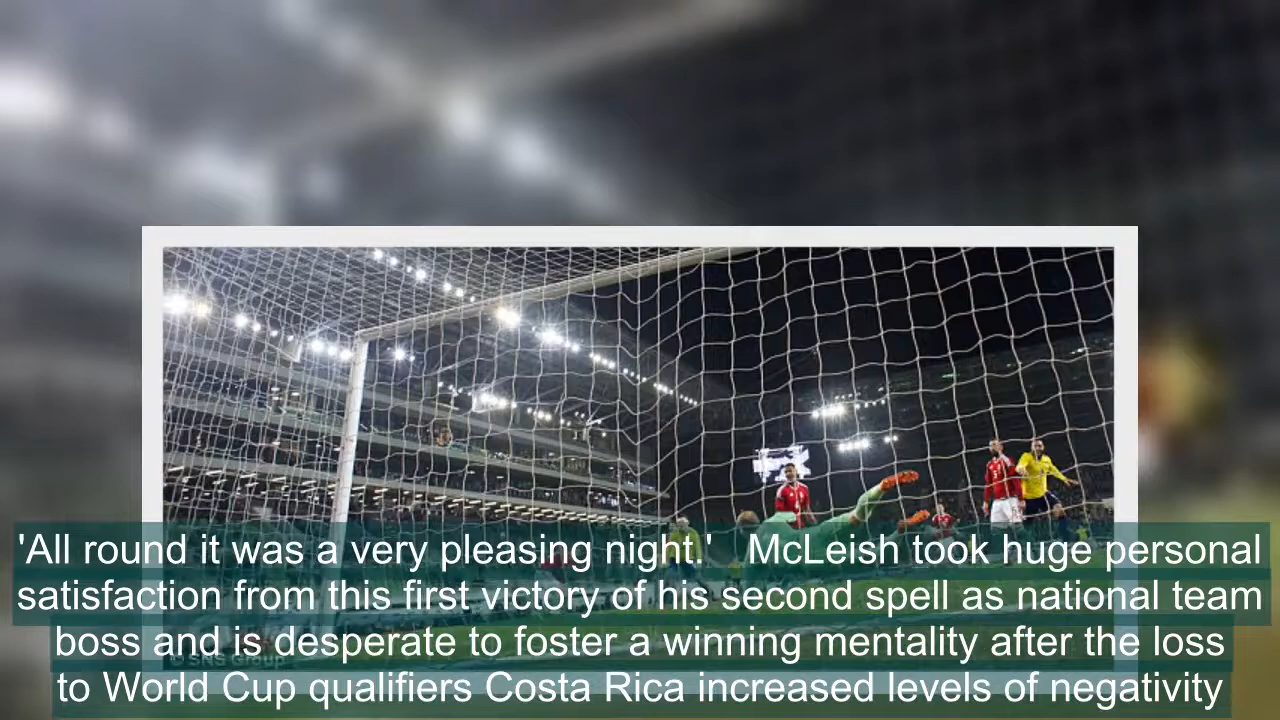 'All round it was a very pleasing night.'   McLeish took huge personal
satisfaction from this first victory of his second spell as national team
boss and is desperate to foster a winning mentality after the loss
© SNS Group
to World Cup qualifiers Costa Rica increased levels of negativity